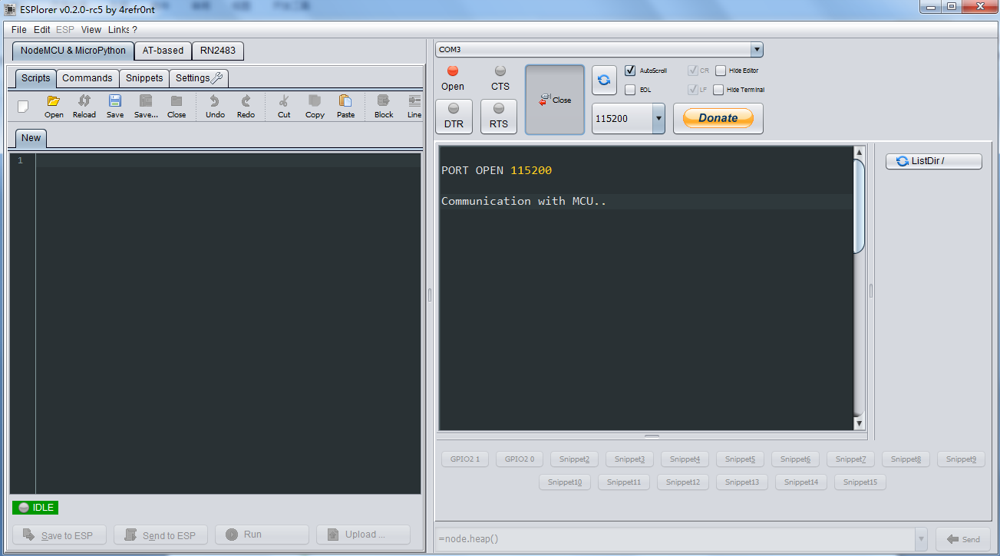 ESPlorer v0.2.0-rc5 by 4refr0nt
File Edit ESP View Links ?
NodeMCU & MicroPython AT-based RN2483
Scripts Commands Snippets Settings
Open Reload Save Save... Close Undo Redo Cut Copy Paste Block Line
New
1
IDLE
Save to ESP Send to ESP Run Upload ...
COM3
Open CTS Close AutoScroll CR Hide Editor
EOL LF Hide Terminal
DTR RTS 115200 Donate
PORT OPEN 115200
Communication with MCU..
ListDir /
GPIO2 1 GPIO2 0 Snippet2 Snippet3 Snippet4 Snippet5 Snippet6 Snippet7 Snippet8 Snippet9
Snippet10 Snippet11 Snippet12 Snippet13 Snippet14 Snippet15
=node.heap() Send